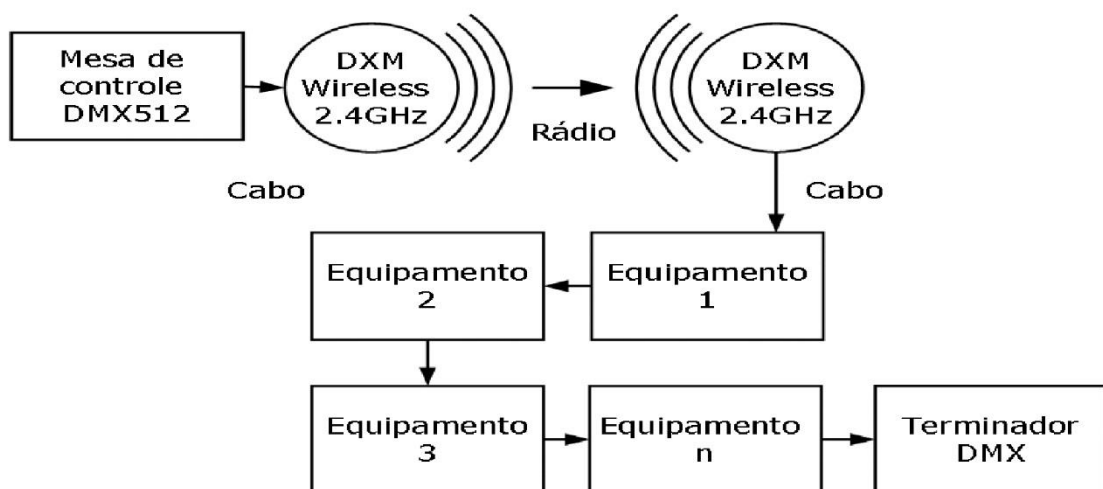 Mesa de
controle
DMX512
DXM
Wireless
2.4GHz
Rádio
DXM
Wireless
2.4GHz
Cabo
Cabo
Equipamento
2
Equipamento
1
Equipamento
3
Equipamento
n
Terminador
DMX